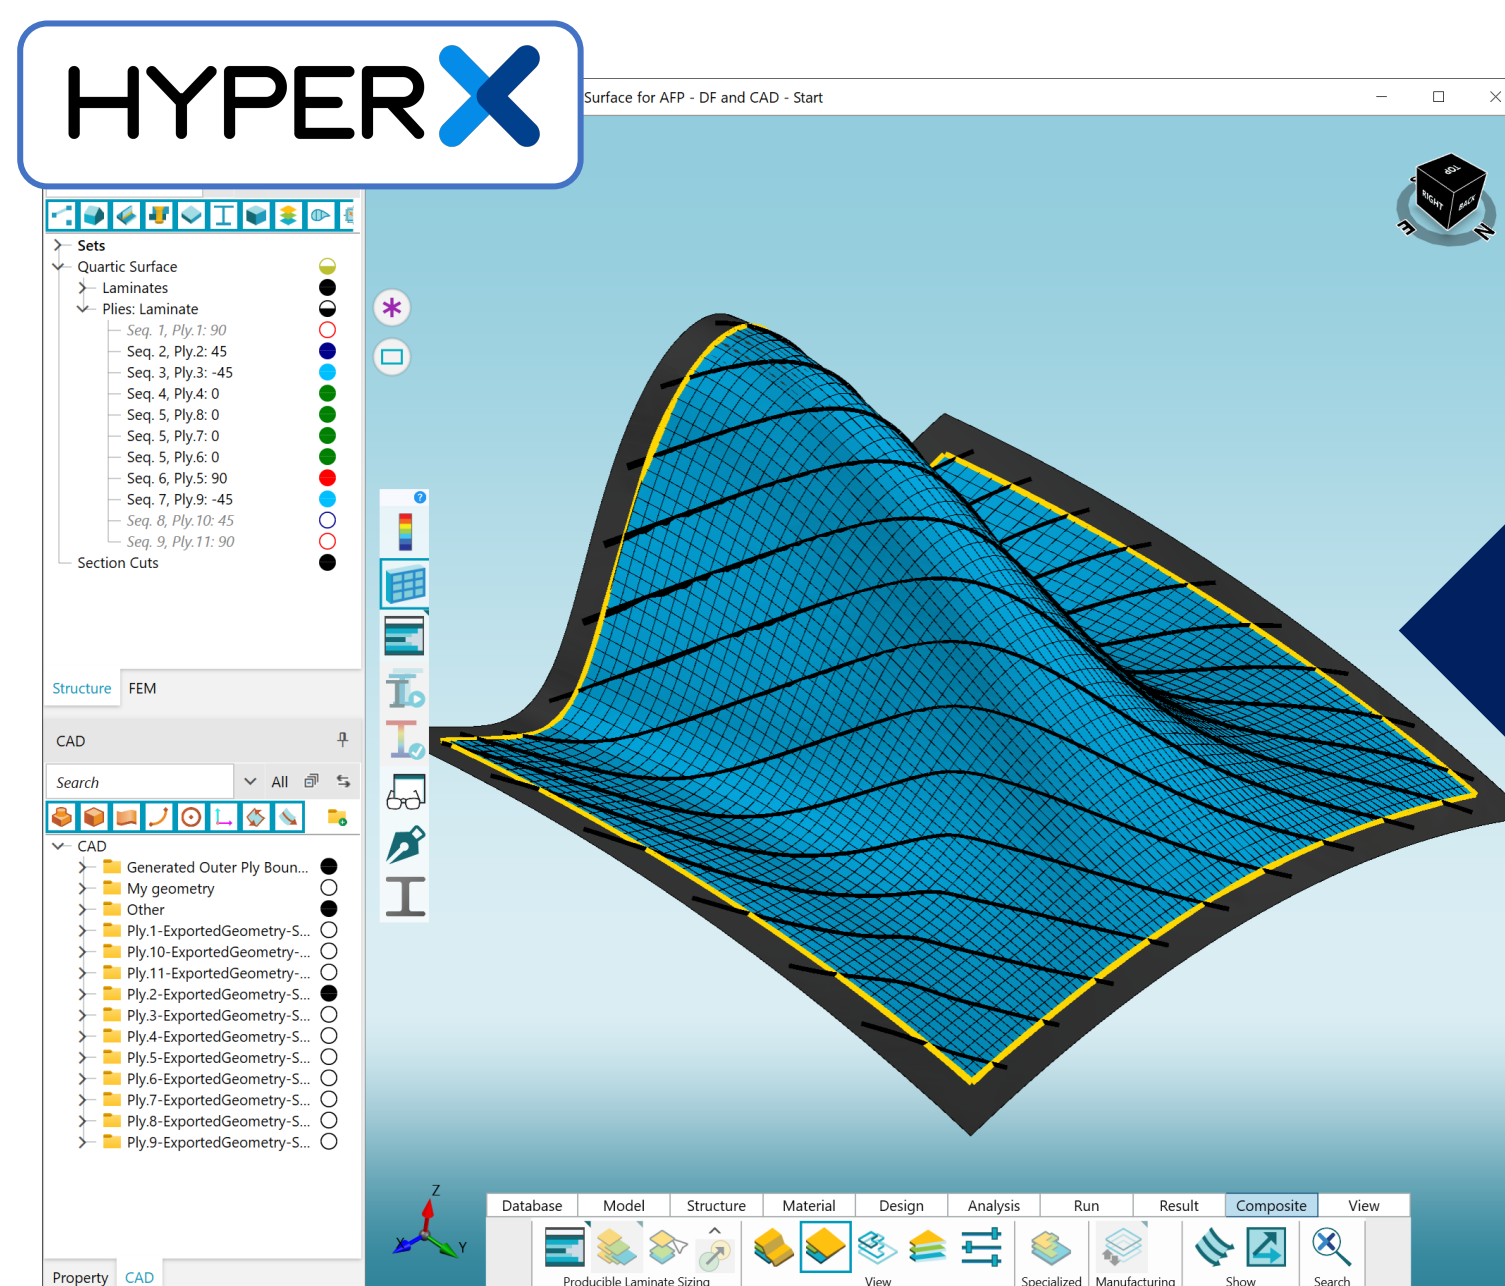 HYPERX
Surface for AFP - DF and CAD - Start
TOP
RIGHT
BACK
E
N
Sets
Quartic Surface
Laminates
Plies: Laminate
Seq. 1, Ply.1: 90
Seq. 2, Ply.2: 45
Seq. 3, Ply.3: -45
Seq. 4, Ply.4: 0
Seq. 5, Ply.8: 0
Seq. 5, Ply.7: 0
Seq. 5, Ply.6: 0
Seq. 6, Ply.5: 90
Seq. 7, Ply.9: -45
Seq. 8, Ply.10: 45
Seq. 9, Ply.11: 90
Section Cuts
Structure FEM
CAD
Search All
CAD
Generated Outer Ply Boun...
My geometry
Other
Ply.1-ExportedGeometry-S...
Ply.10-ExportedGeometry-...
Ply.11-ExportedGeometry-...
Ply.2-ExportedGeometry-S...
Ply.3-ExportedGeometry-S...
Ply.4-ExportedGeometry-S...
Ply.5-ExportedGeometry-S...
Ply.6-ExportedGeometry-S...
Ply.7-ExportedGeometry-S...
Ply.8-ExportedGeometry-S...
Ply.9-ExportedGeometry-S...
Property CAD
?
Z
X
Y
Database Model Structure Material Design Analysis Run Result Composite View
Producible Laminate Sizing View Specialized Manufacturing Show Search